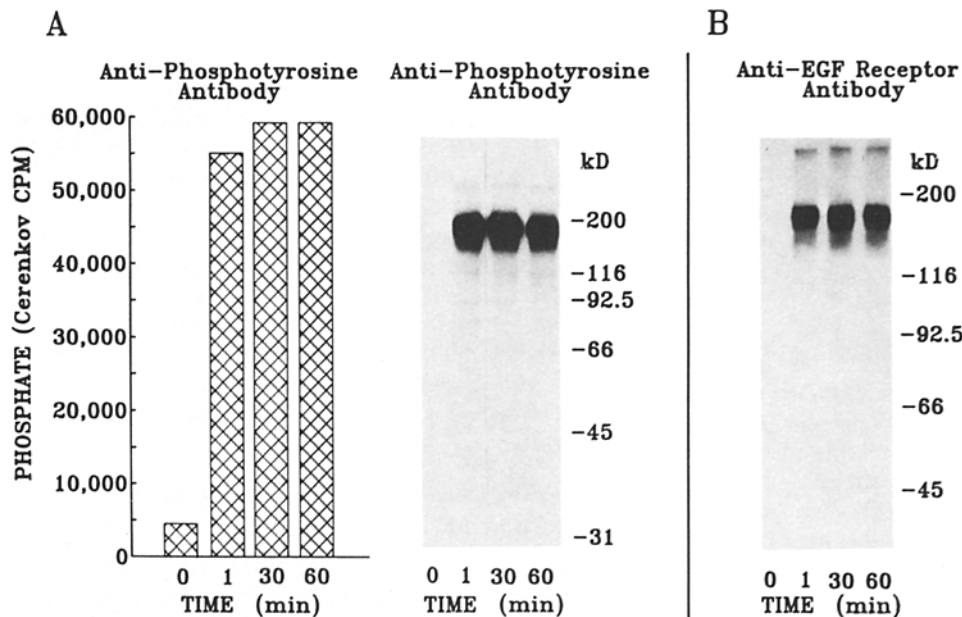 A
Anti-Phosphotyrosine
Antibody
PHOSPHATE (Cerenkov CPM)
60,000
50,000
40,000
30,000
20,000
10,000
0
0 1 30 60
TIME (min)
Anti-Phosphotyrosine
Antibody
kD
-200
-116
-92.5
-66
-45
-31
0 1 30 60
TIME (min)
B
Anti-EGF Receptor
Antibody
kD
-200
-116
-92.5
-66
-45
0 1 30 60
TIME (min)